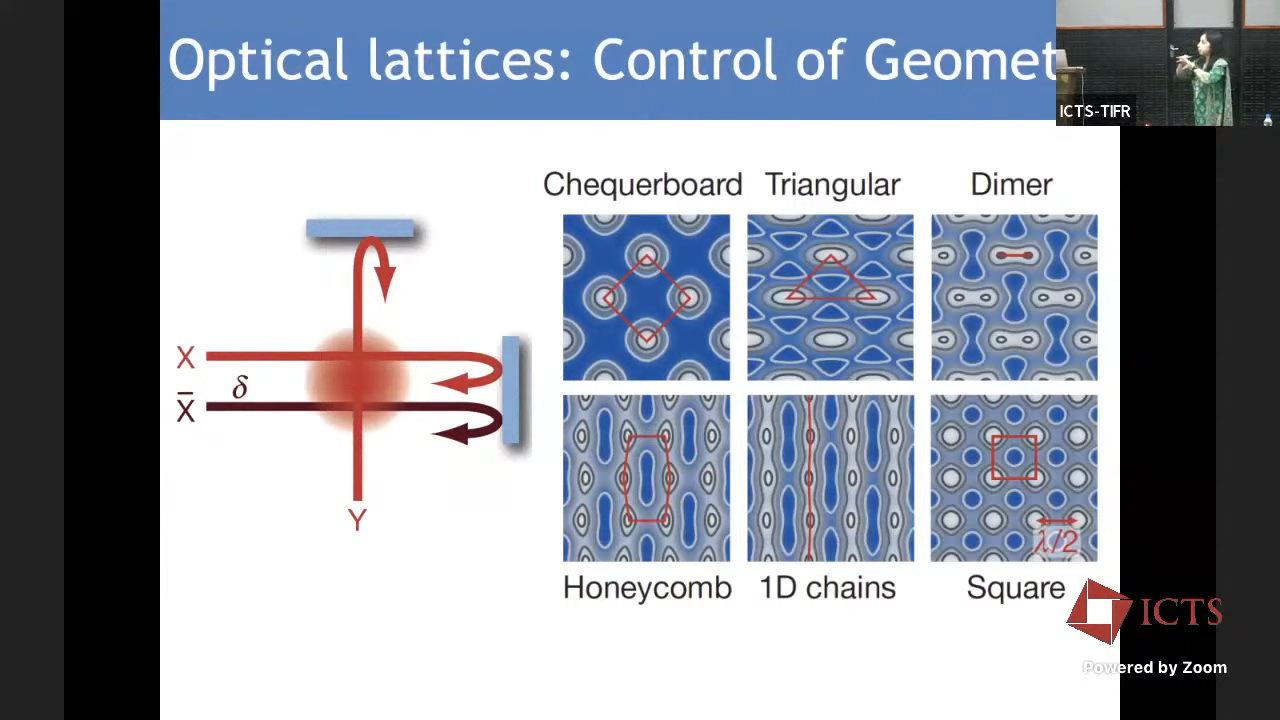 Optical lattices: Control of Geomet
ICTS-TIFR
Chequerboard Triangular Dimer
X
δ
X̄
Y
λ/2
Honeycomb 1D chains Square
ICTS
Powered by Zoom